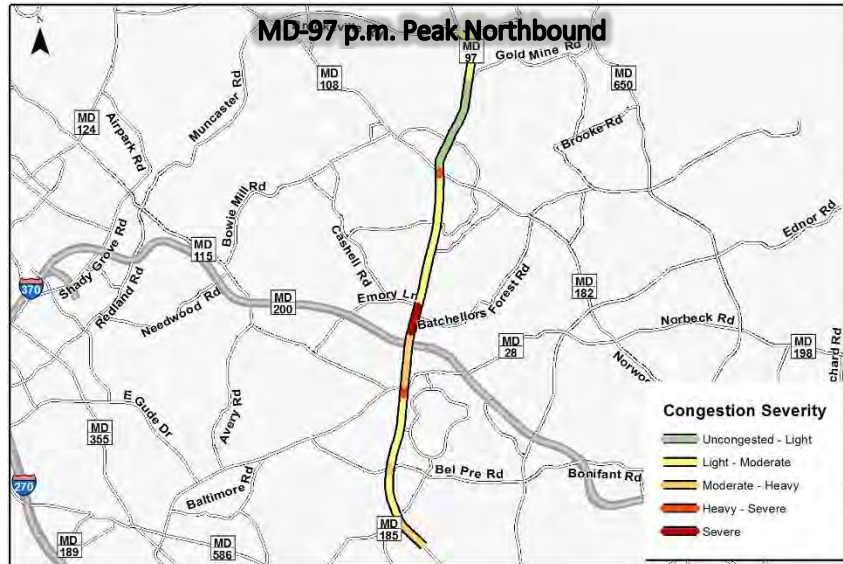 MD-97 p.m. Peak Northbound
N
MD
97
Gold Mine Rd
MD
108
MD
650
MD
124
Airpark Rd
Muncaster Rd
Brooke Rd
Bowie Mill Rd
Cashell Rd
Ednor Rd
Shady Grove Rd
MD
115
370
Redland Rd
Needwood Rd
MD
200
Emory Ln
Batchellors Forest Rd
MD
182
MD
28
Norbeck Rd
MD
198
E Gude Dr
Avery Rd
MD
355
Bel Pre Rd
Bonifant Rd
270
Baltimore Rd
MD
185
MD
189
MD
586
Congestion Severity
Uncongested - Light
Light - Moderate
Moderate - Heavy
Heavy - Severe
Severe